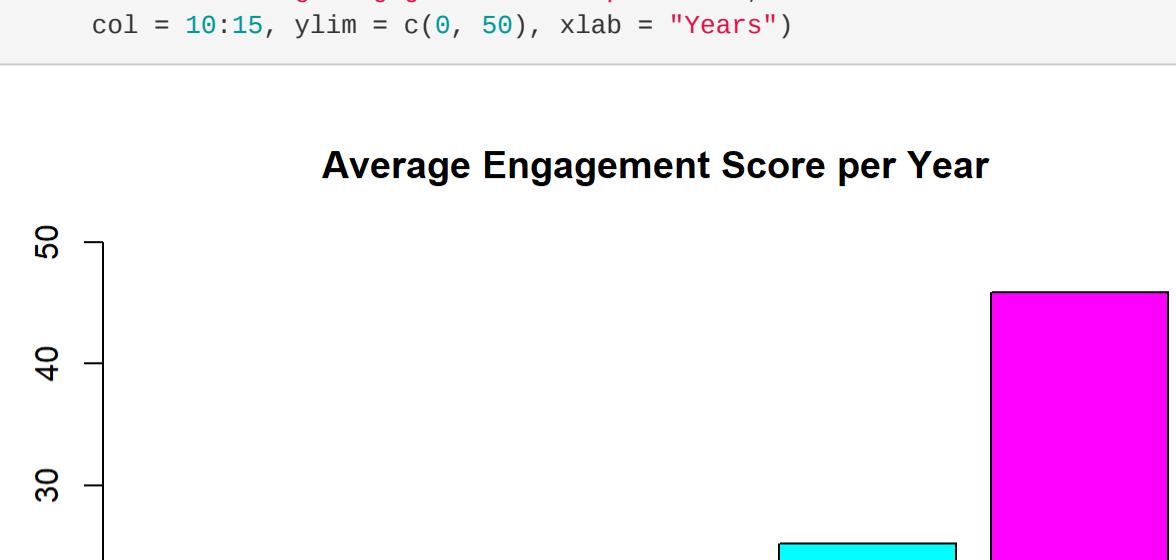 col = 10:15, ylim = c(0, 50), xlab = "Years")
Average Engagement Score per Year
50
40
30